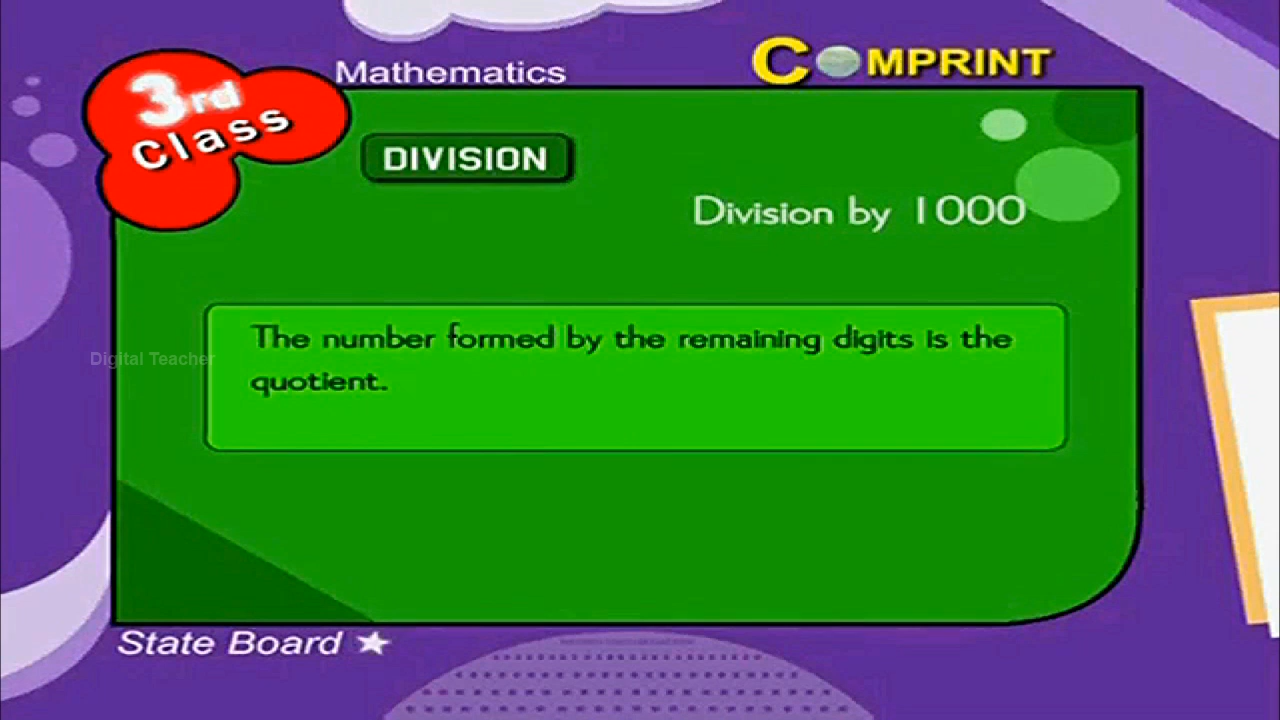 Mathematics
COMPRINT
3rd
Class
DIVISION
Division by 1000
The number formed by the remaining digits is the
quotient.
Digital Teacher
State Board